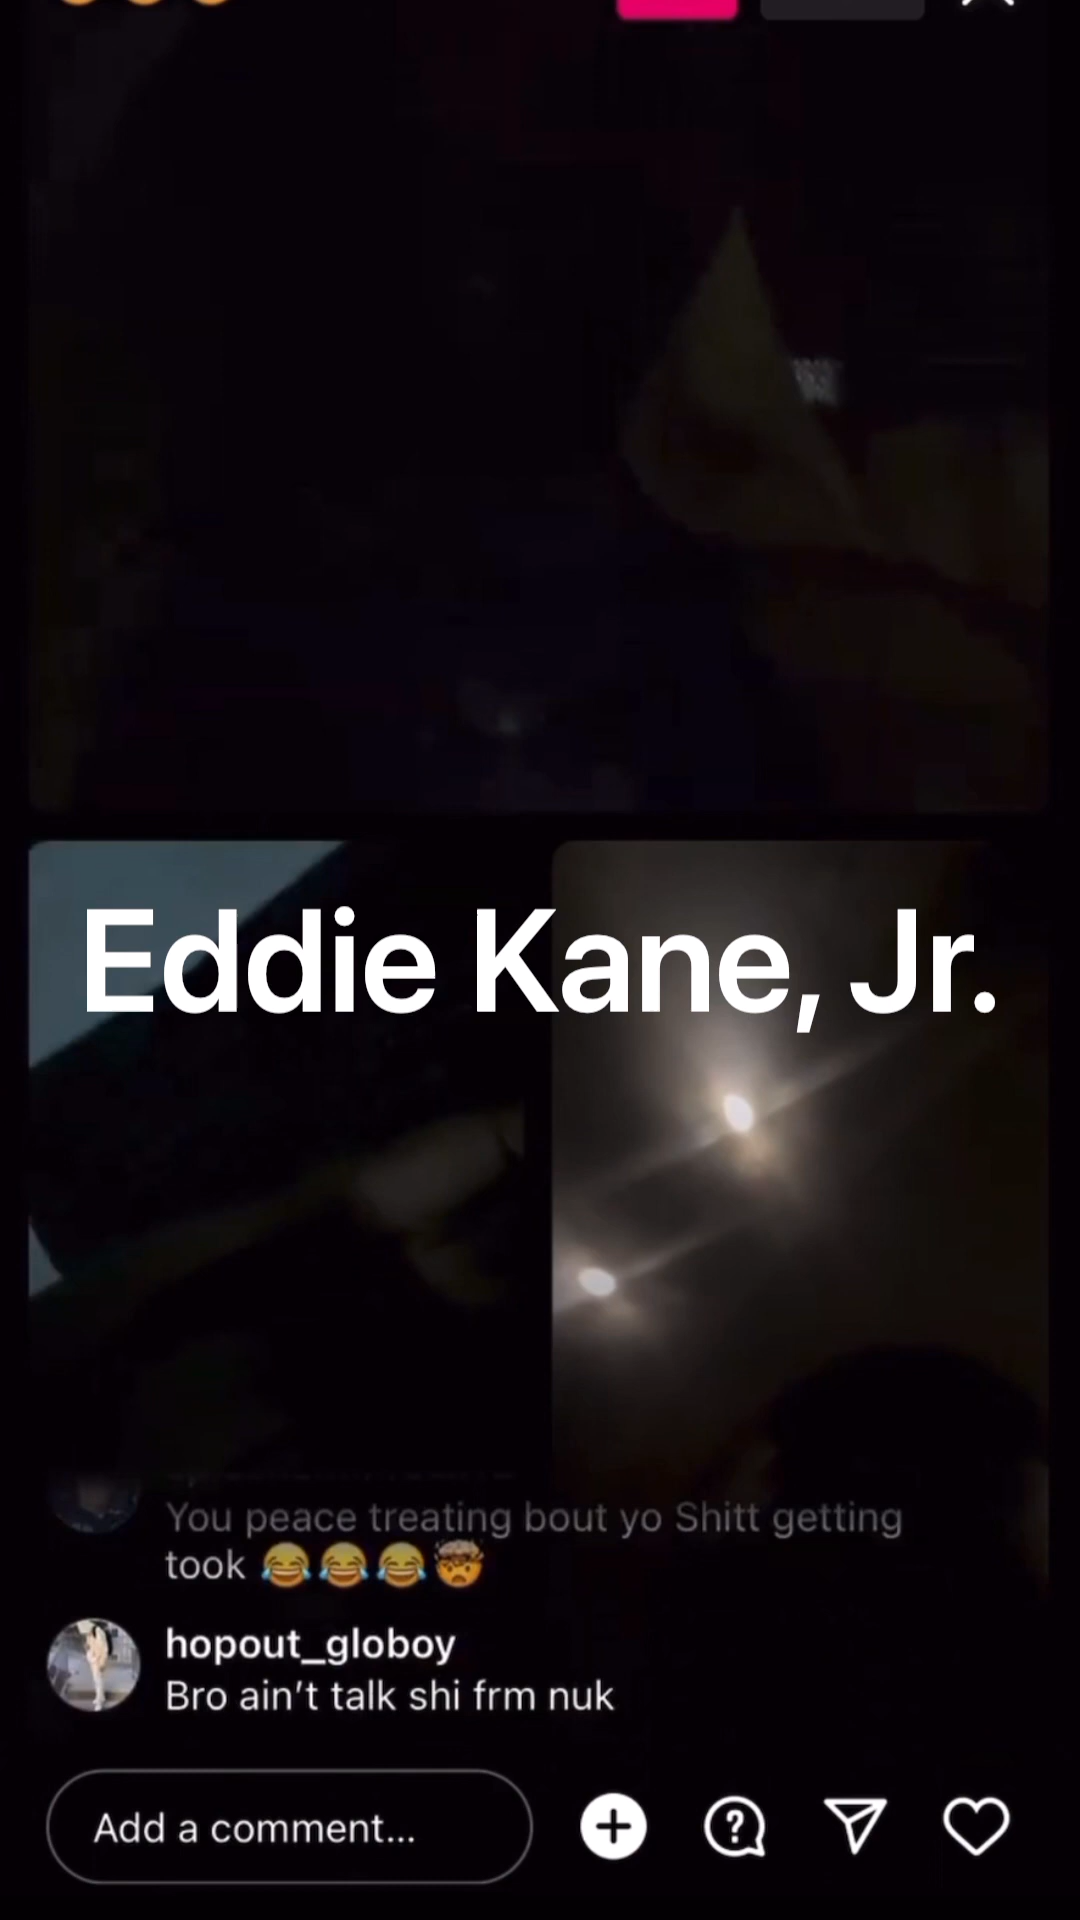 Eddie Kane, Jr.
You peace treating bout yo Shitt getting
took 😂😂😂🤯
hopout_globoy
Bro ain't talk shi frm nuk
Add a comment...